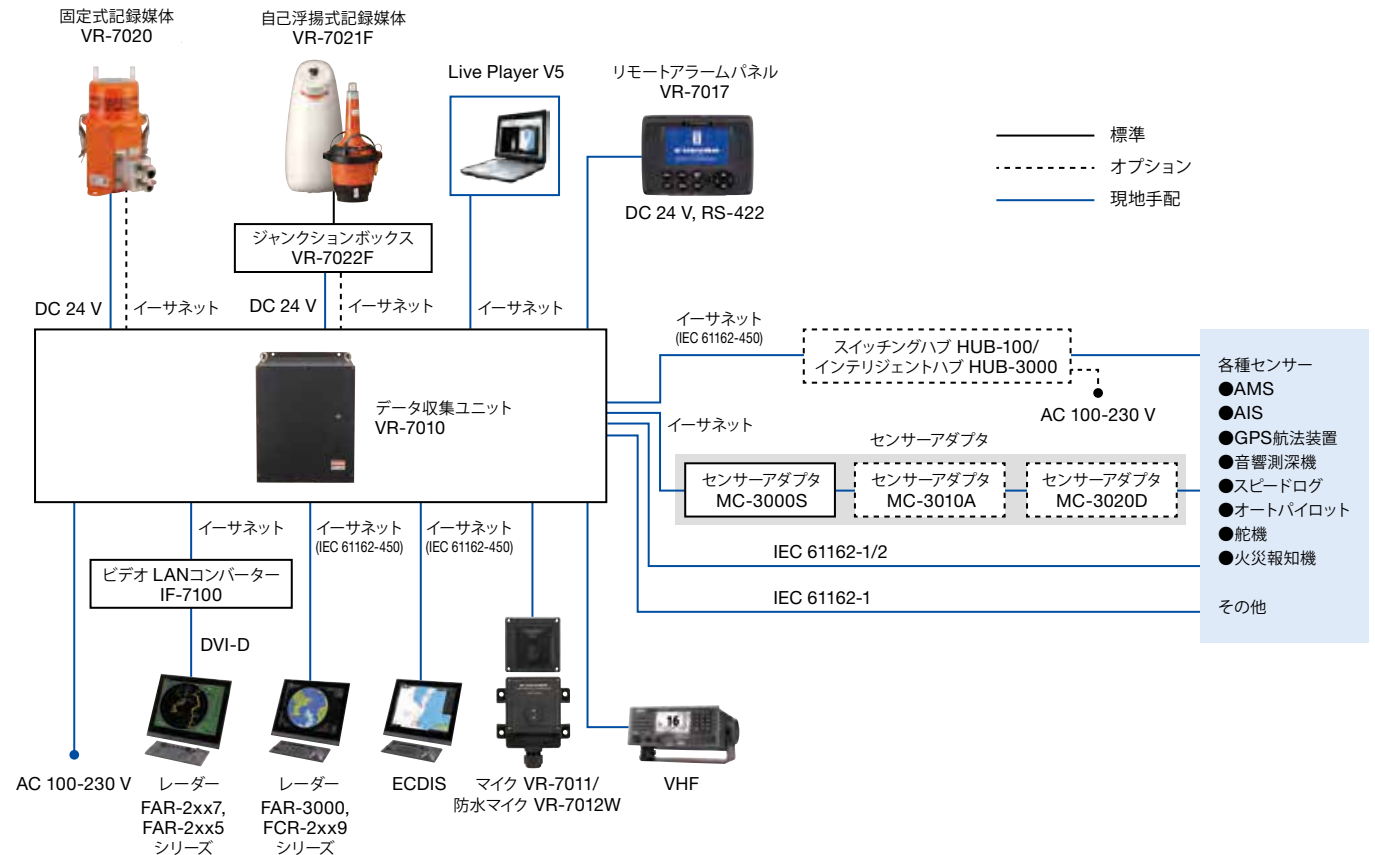 固定式記録媒体
VR-7020
自己浮揚式記録媒体
VR-7021F
Live Player V5
リモートアラームパネル
VR-7017
DC 24 V, RS-422
標準
オプション
現地手配
ジャンクションボックス
VR-7022F
DC 24 V
イーサネット
DC 24 V
イーサネット
イーサネット
データ収集ユニット
VR-7010
イーサネット
(IEC 61162-450)
スイッチングハブ HUB-100/
インテリジェントハブ HUB-3000
AC 100-230 V
イーサネット
センサーアダプタ
センサーアダプタ
MC-3000S
センサーアダプタ
MC-3010A
センサーアダプタ
MC-3020D
IEC 61162-1/2
IEC 61162-1
各種センサー
●AMS
●AIS
●GPS航法装置
●音響測深機
●スピードログ
●オートパイロット
●舵機
●火災報知機
その他
イーサネット
イーサネット
(IEC 61162-450)
イーサネット
(IEC 61162-450)
ビデオ LANコンバーター
IF-7100
DVI-D
16
AC 100-230 V
レーダー
FAR-2xx7,
FAR-2xx5
シリーズ
レーダー
FAR-3000,
FCR-2xx9
シリーズ
ECDIS
マイク VR-7011/
防水マイク VR-7012W
VHF